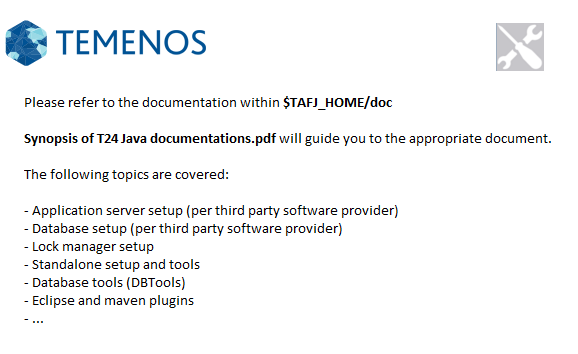 TEMENOS
Please refer to the documentation within $TAFJ_HOME/doc
Synopsis of T24 Java documentations.pdf will guide you to the appropriate document.
The following topics are covered:
- Application server setup (per third party software provider)
- Database setup (per third party software provider)
- Lock manager setup
- Standalone setup and tools
- Database tools (DBTools)
- Eclipse and maven plugins
- ...